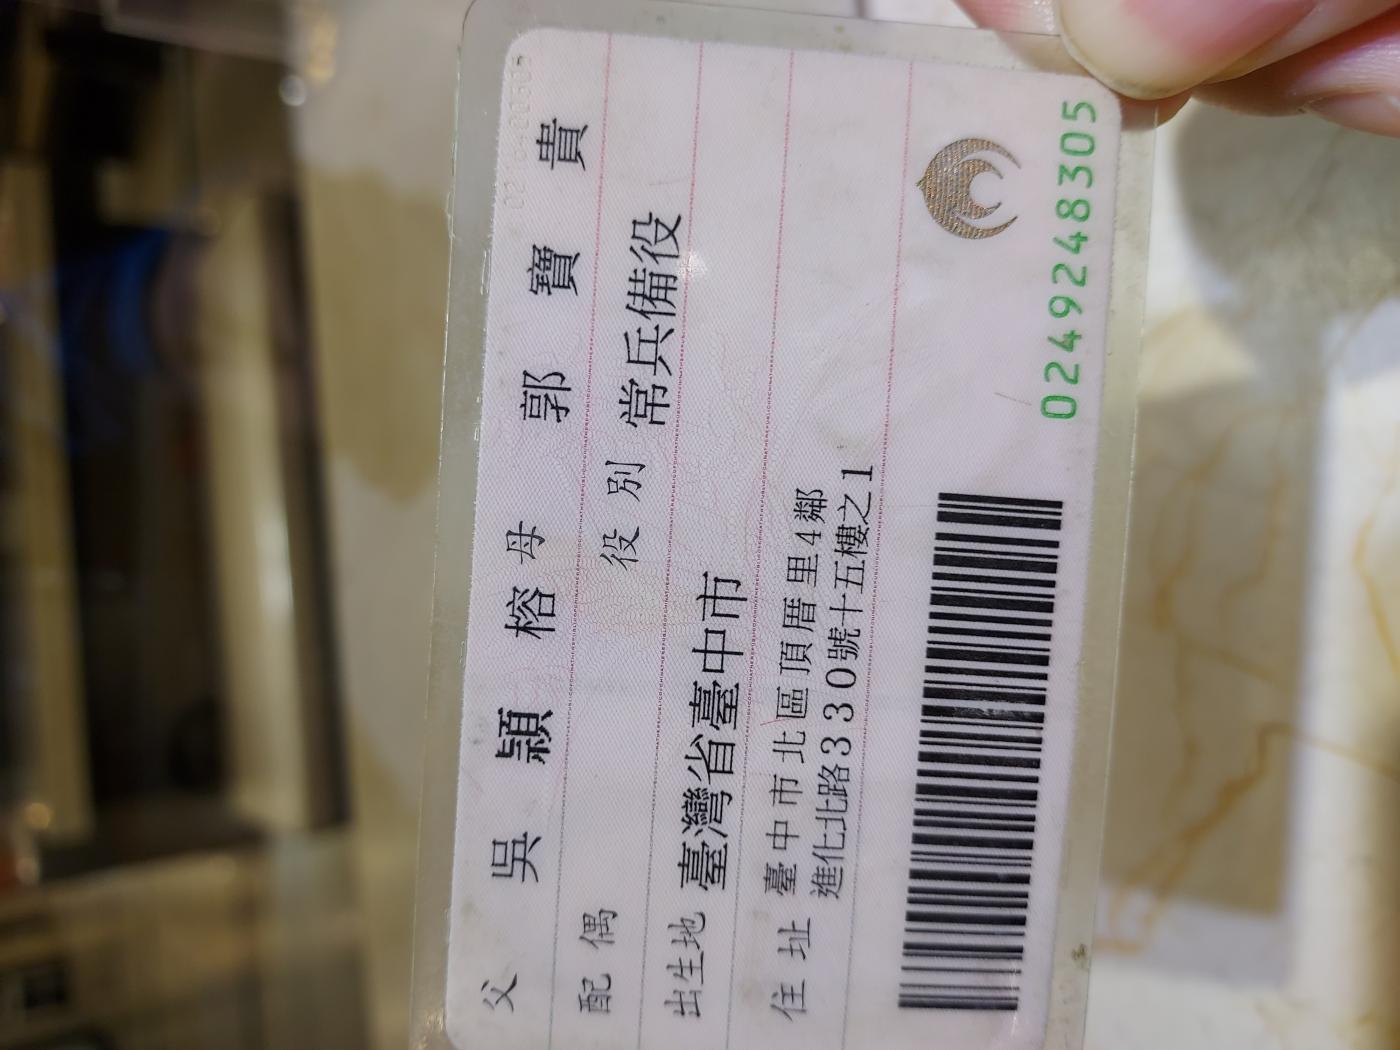 父 吳穎榕 母 郭寶貴
配偶 役別 常兵備役
出生地 臺灣省臺中市
住址 臺中市北區頂厝里4鄰
進化北路330號十五樓之1
0249248305